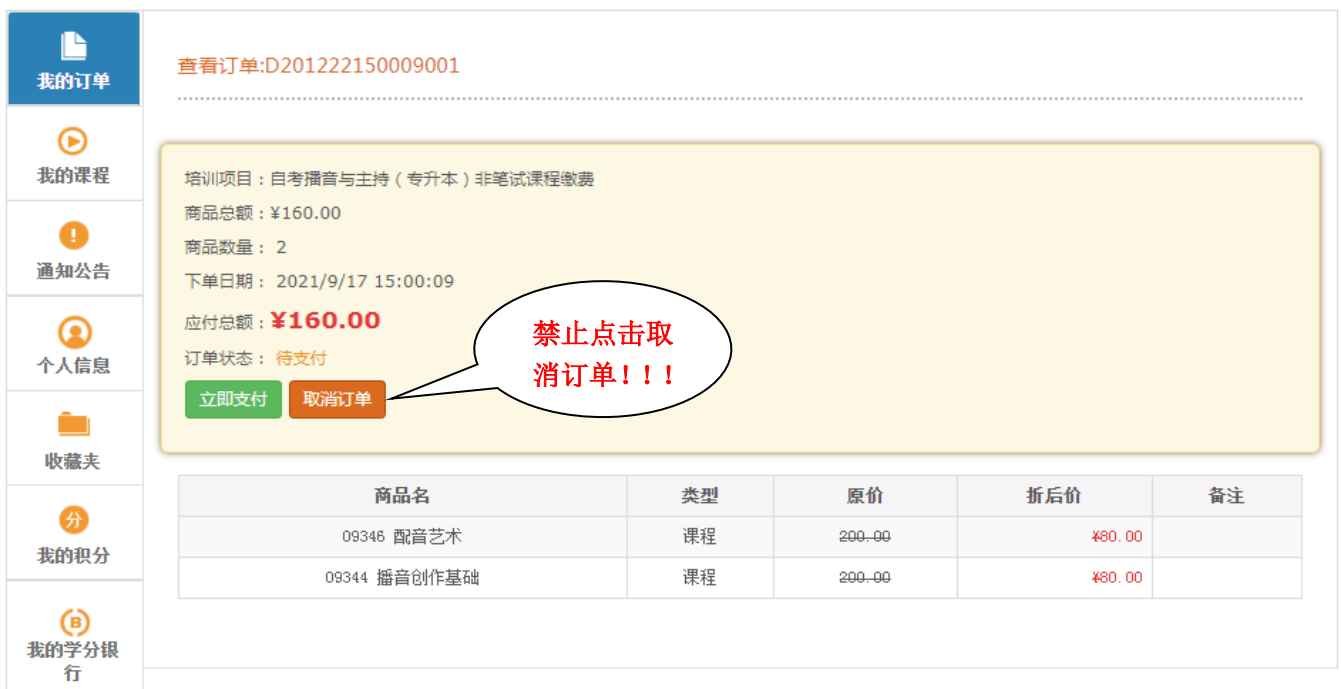 我的订单
我的课程
通知公告
个人信息
收藏夹
分
我的积分
B
我的学分银
行
查看订单:D201222150009001
培训项目：自考播音与主持（专升本）非笔试课程缴费
商品总额：¥160.00
商品数量： 2
下单日期： 2021/9/17 15:00:09
应付总额：¥160.00
订单状态： 待支付
立即支付 取消订单
禁止点击取
消订单！！！
商品名 类型 原价 折后价 备注
09346 配音艺术 课程 200.00 ¥80.00
09344 播音创作基础 课程 200.00 ¥80.00